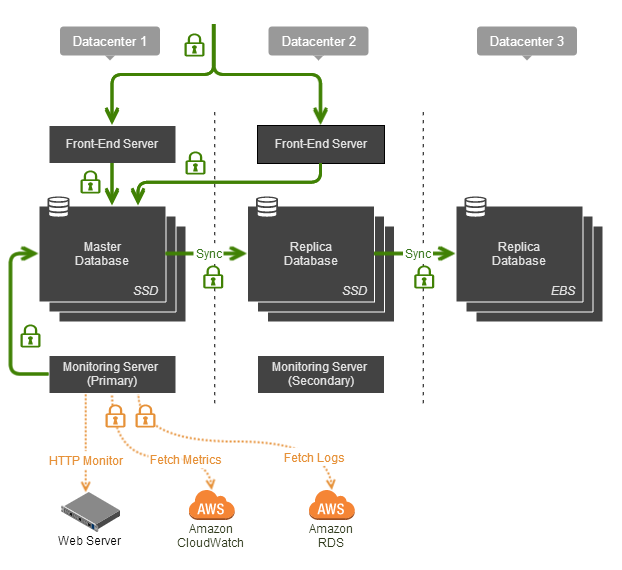 Datacenter 1
Datacenter 2
Datacenter 3
Front-End Server
Front-End Server
Master
Database
SSD
Sync
Replica
Database
SSD
Sync
Replica
Database
EBS
Monitoring Server
(Primary)
Monitoring Server
(Secondary)
HTTP Monitor
Fetch Metrics
Fetch Logs
Web Server
AWS
Amazon
CloudWatch
AWS
Amazon
RDS